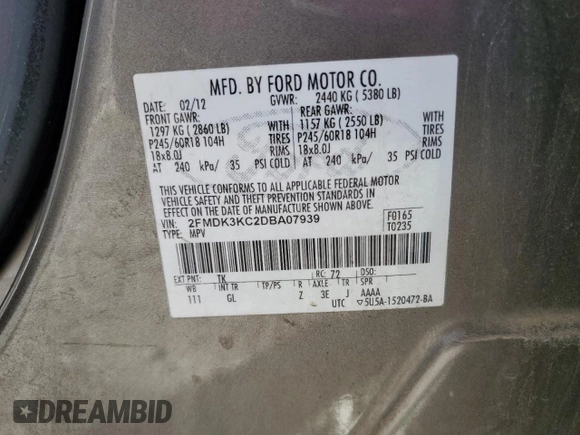 MFD. BY FORD MOTOR CO.
DATE: 02/12 GVWR: 2440 KG ( 5380 LB)
FRONT GAWR: REAR GAWR:
1297 KG ( 2860 LB) WITH 1157 KG ( 2550 LB) WITH
P245/60R18 104H TIRES P245/60R18 104H TIRES
18x8.0J RIMS 18x8.0J RIMS
AT 240 kPa/ 35 PSI COLD AT 240 kPa/ 35 PSI COLD
THIS VEHICLE CONFORMS TO ALL APPLICABLE FEDERAL MOTOR
VEHICLE SAFETY AND THEFT PREVENTION STANDARDS IN
EFFECT ON THE DATE OF MANUFACTURE SHOWN ABOVE.
VIN: 2FMDK3KC2DBA07939 F0165
TYPE: MPV T0235
EXT PNT: TK RC: 72 DSO:
WB INT TR TP/PS R AXLE TR SPR
111 GL Z 3E J AAAA
UTC ▽5U5A-1520472-BA
DREAMBID